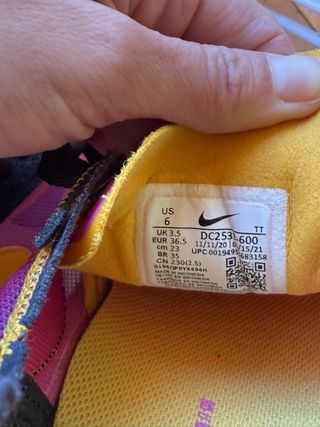 US
6
TT
UK 3.5
DC253 600
EUR 36.5
11/11/20
/15/21
cm 23
UPC 0019495
683158
BR 35
CN 230(2.5)
MADE IN INDONESIA